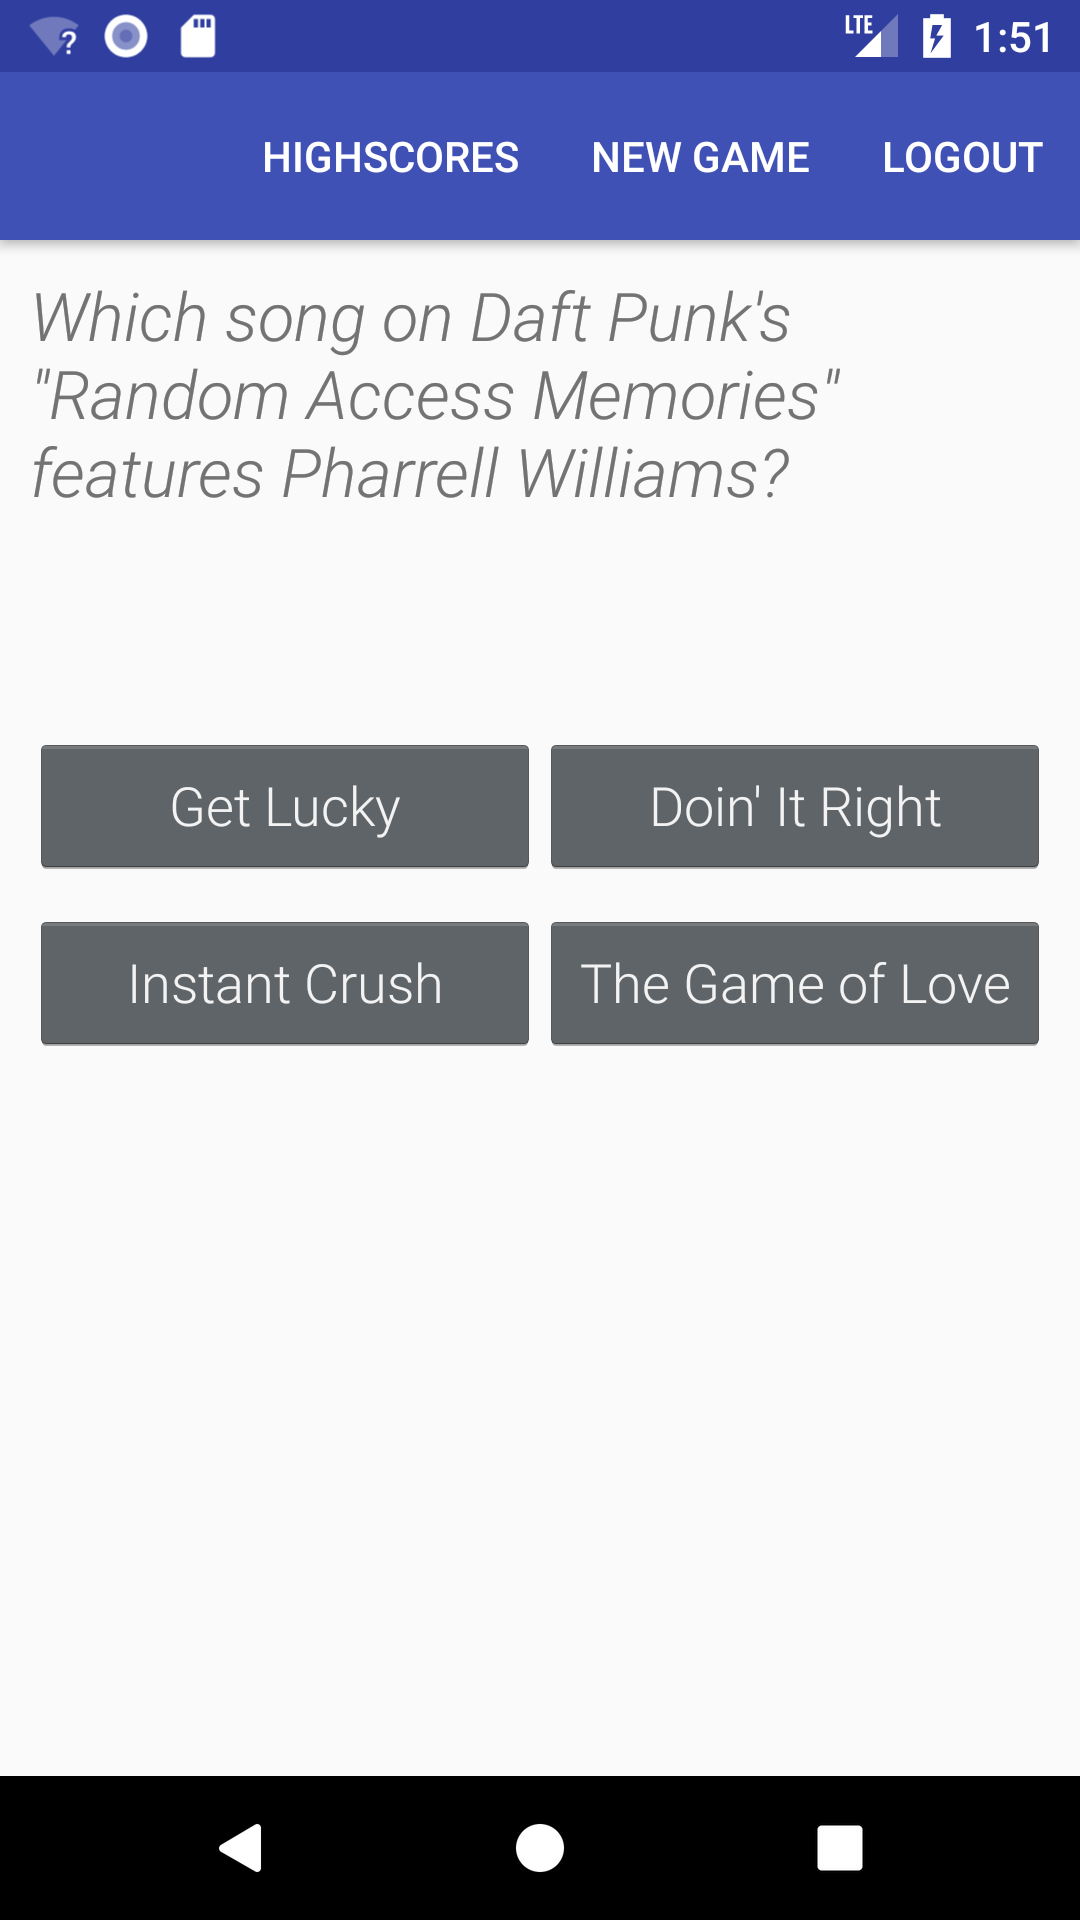 LTE 1:51
HIGHSCORES NEW GAME LOGOUT
Which song on Daft Punk's
"Random Access Memories"
features Pharrell Williams?
Get Lucky Doin' It Right
Instant Crush The Game of Love